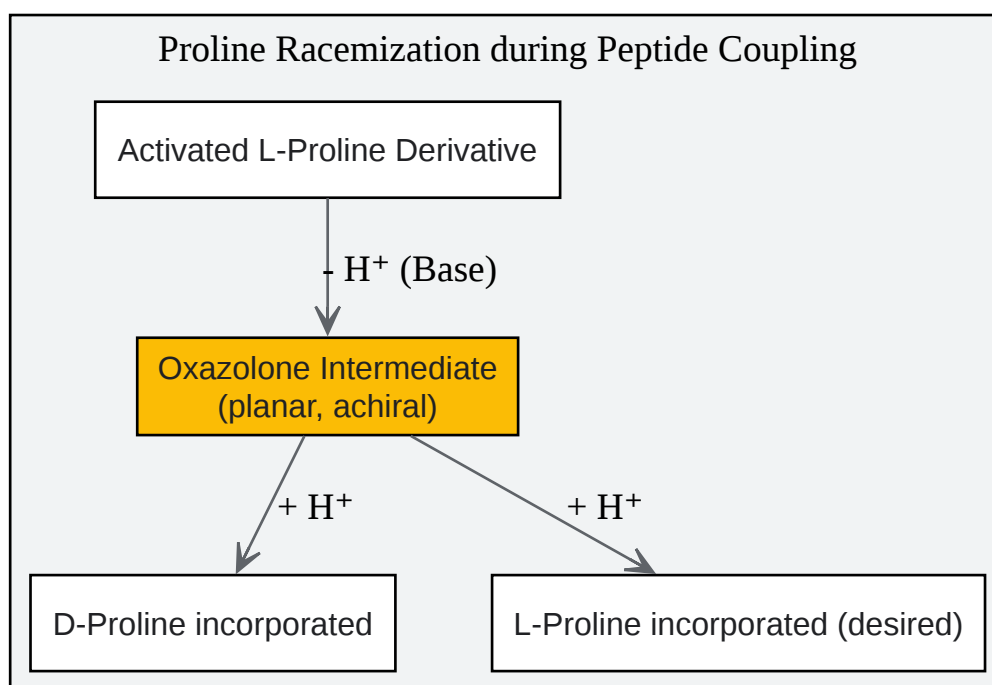 Proline Racemization during Peptide Coupling
Activated L-Proline Derivative
- H⁺ (Base)
Oxazolone Intermediate
(planar, achiral)
+ H⁺
+ H⁺
D-Proline incorporated
L-Proline incorporated (desired)